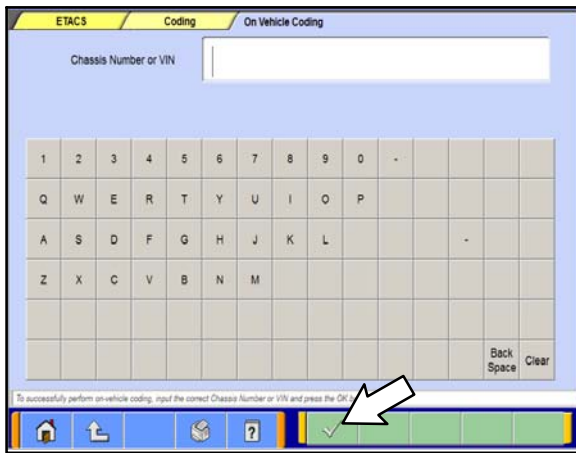 ETACS Coding On Vehicle Coding
Chassis Number or VIN
1 2 3 4 5 6 7 8 9 0 -
Q W E R T Y U I O P
A S D F G H J K L -
Z X C V B N M
Back Space Clear
To successfully perform on-vehicle coding, input the correct Chassis Number or VIN and press the OK
?